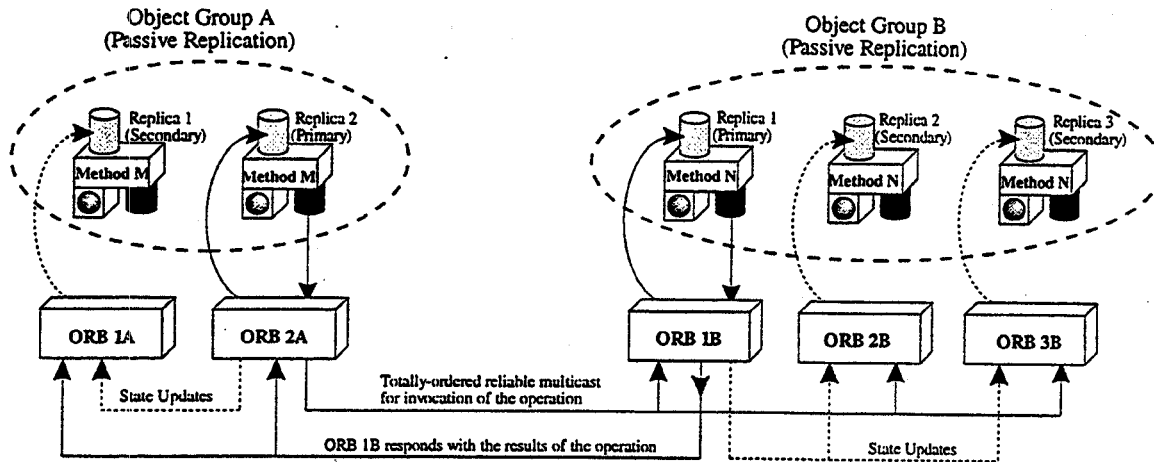 Object Group A
(Passive Replication)
Object Group B
(Passive Replication)
Replica 1
(Secondary)
Replica 2
(Primary)
Replica 1
(Primary)
Replica 2
(Secondary)
Replica 3
(Secondary)
Method M
Method M
Method N
Method N
Method N
ORB 1A
ORB 2A
ORB 1B
ORB 2B
ORB 3B
State Updates
Totally-ordered reliable multicast
for invocation of the operation
ORB 1B responds with the results of the operation
State Updates